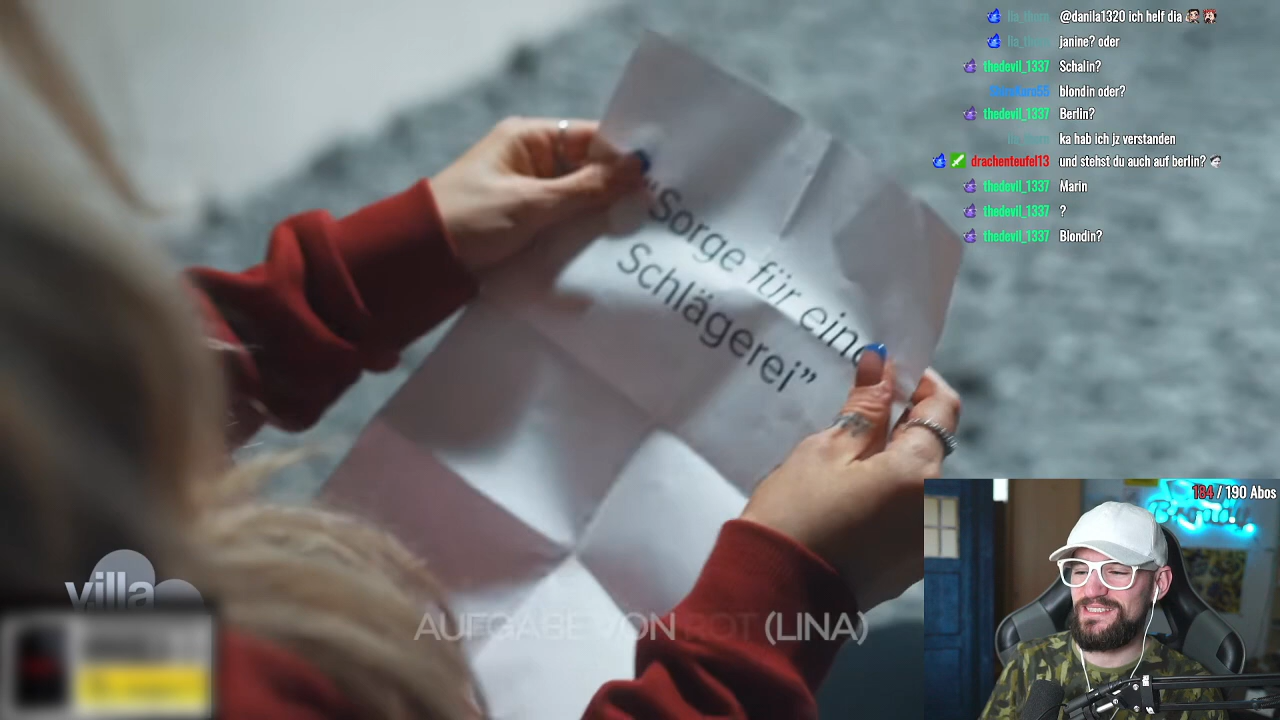 @danila1320 ich helf dia
janine? oder
thedevil_1337 Schalin?
blondin oder?
thedevil_1337 Berlin?
ka hab ich jz verstanden
drachenteufel13 und stehst du auch auf berlin?
thedevil_1337 Marin
thedevil_1337 ?
thedevil_1337 Blondin?
"Sorge für eine
Schlägerei"
184 / 190 Abos
villa
AUFGABE VON ROT (LINA)